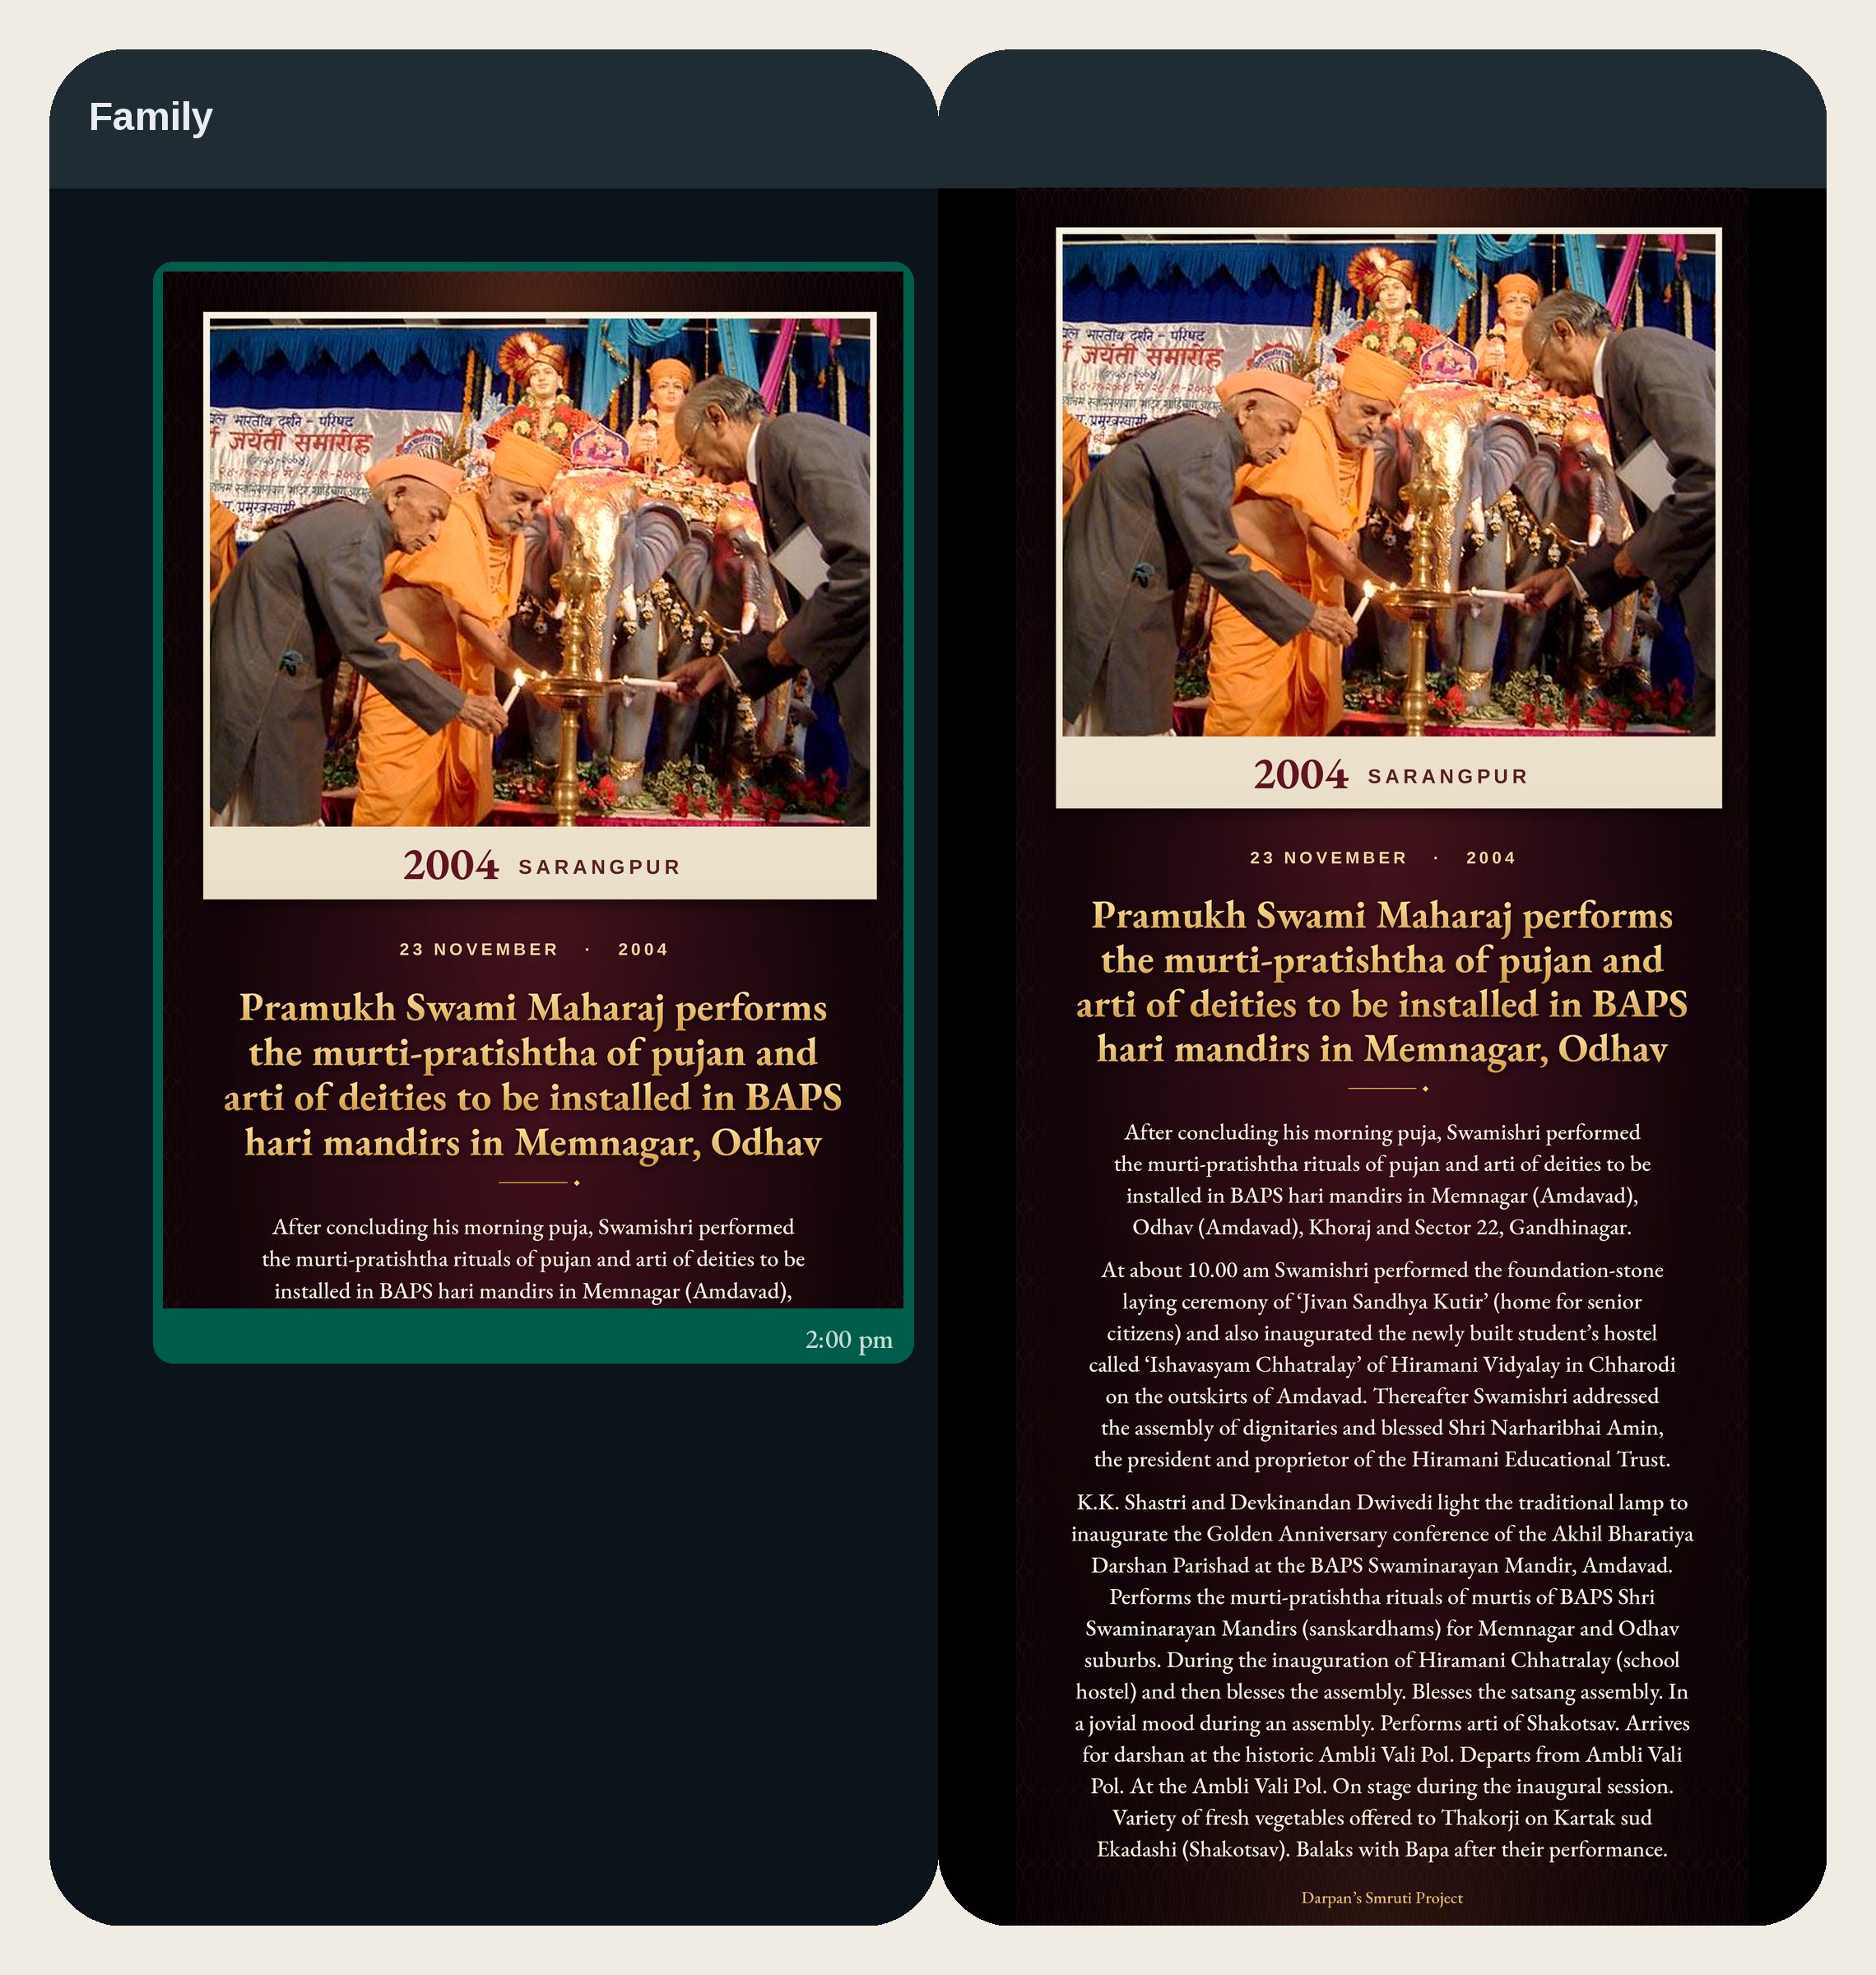 Family
भारतीय दर्शन - परिषद
जयंती समारोह
2004 SARANGPUR
23 NOVEMBER · 2004
Pramukh Swami Maharaj performs
the murti-pratishtha of pujan and
arti of deities to be installed in BAPS
hari mandirs in Memnagar, Odhav
After concluding his morning puja, Swamishri performed
the murti-pratishtha rituals of pujan and arti of deities to be
installed in BAPS hari mandirs in Memnagar (Amdavad),
2:00 pm
भारतीय दर्शन - परिषद
जयंती समारोह
2004 SARANGPUR
23 NOVEMBER · 2004
Pramukh Swami Maharaj performs
the murti-pratishtha of pujan and
arti of deities to be installed in BAPS
hari mandirs in Memnagar, Odhav
After concluding his morning puja, Swamishri performed
the murti-pratishtha rituals of pujan and arti of deities to be
installed in BAPS hari mandirs in Memnagar (Amdavad),
Odhav (Amdavad), Khoraj and Sector 22, Gandhinagar.
At about 10.00 am Swamishri performed the foundation-stone
laying ceremony of ‘Jivan Sandhya Kutir’ (home for senior
citizens) and also inaugurated the newly built student’s hostel
called ‘Ishavasyam Chhatralay’ of Hiramani Vidyalay in Chharodi
on the outskirts of Amdavad. Thereafter Swamishri addressed
the assembly of dignitaries and blessed Shri Narharibhai Amin,
the president and proprietor of the Hiramani Educational Trust.
K.K. Shastri and Devkinandan Dwivedi light the traditional lamp to
inaugurate the Golden Anniversary conference of the Akhil Bharatiya
Darshan Parishad at the BAPS Swaminarayan Mandir, Amdavad.
Performs the murti-pratishtha rituals of murtis of BAPS Shri
Swaminarayan Mandirs (sanskardhams) for Memnagar and Odhav
suburbs. During the inauguration of Hiramani Chhatralay (school
hostel) and then blesses the assembly. Blesses the satsang assembly. In
a jovial mood during an assembly. Performs arti of Shakotsav. Arrives
for darshan at the historic Ambli Vali Pol. Departs from Ambli Vali
Pol. At the Ambli Vali Pol. On stage during the inaugural session.
Variety of fresh vegetables offered to Thakorji on Kartak sud
Ekadashi (Shakotsav). Balaks with Bapa after their performance.
Darpan’s Smruti Project